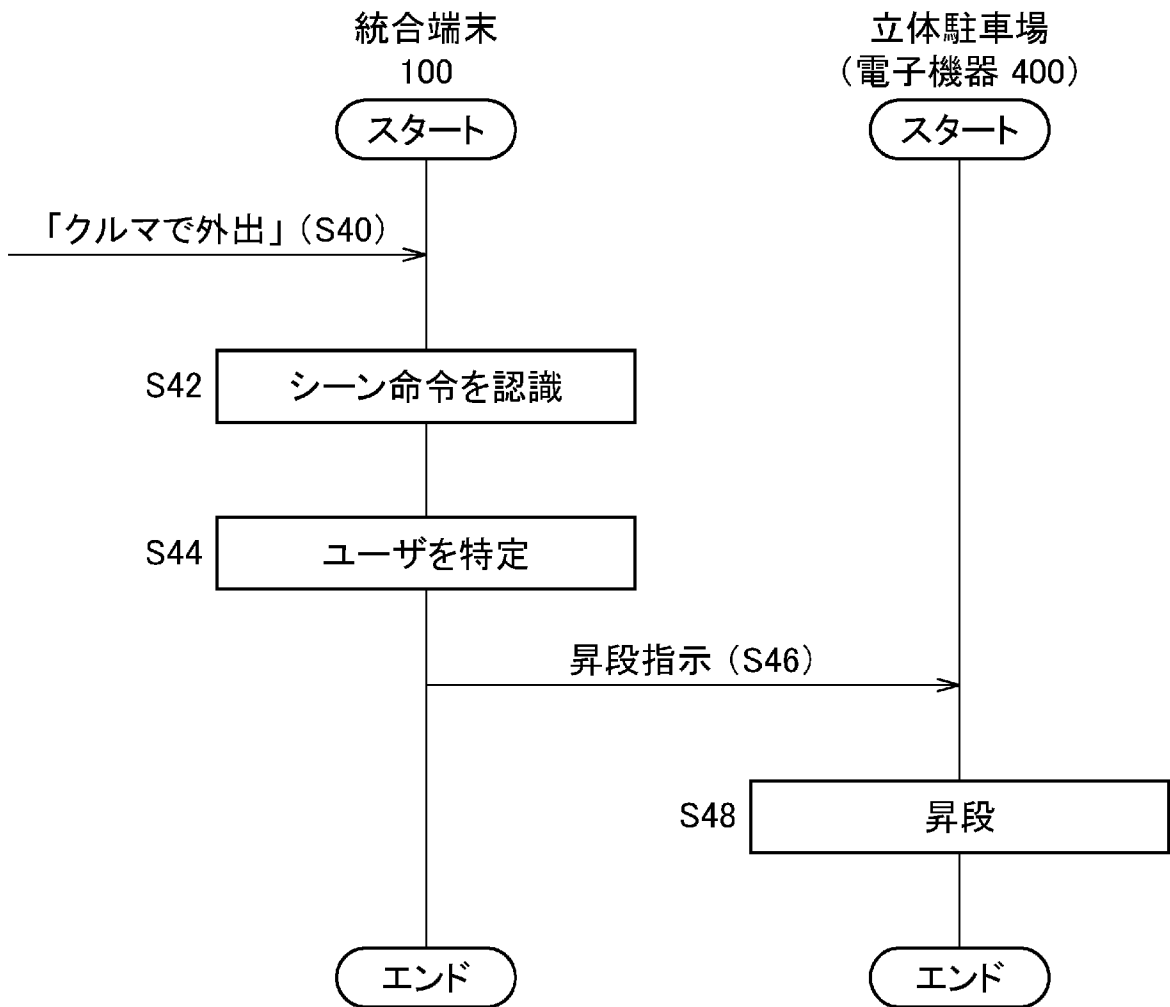 統合端末
100
立体駐車場
（電子機器 400）
スタート
スタート
「クルマで外出」（S40）
S42
シーン命令を認識
S44
ユーザを特定
昇段指示（S46）
S48
昇段
エンド
エンド